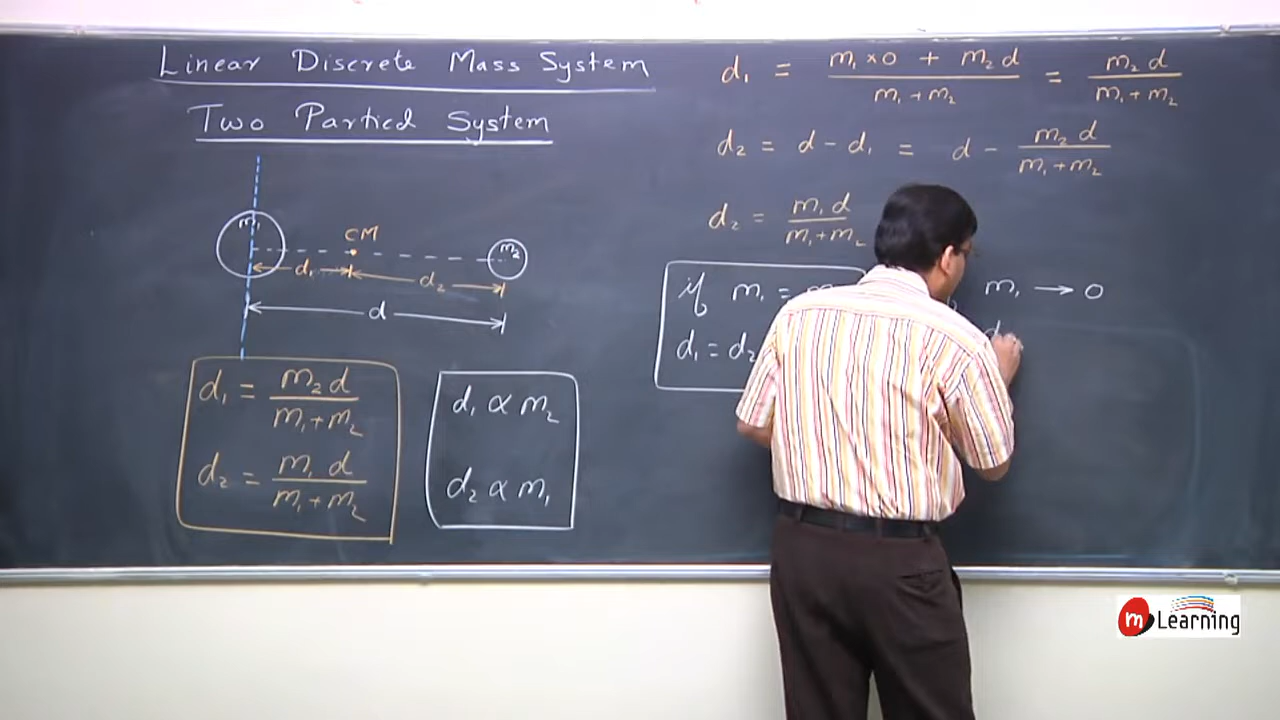 Linear Discrete Mass System
Two Particd System
m₁
CM
m₂
d₁
d₂
d
d₁ = m₂ d / m₁ + m₂
d₂ = m₁ d / m₁ + m₂
d₁ ∝ m₂
d₂ ∝ m₁
d₁ = m₁ × 0 + m₂ d / m₁ + m₂ = m₂ d / m₁ + m₂
d₂ = d − d₁ = d − m₂ d / m₁ + m₂
d₂ = m₁ d / m₁ + m₂
if m₁ =
d₁ = d₂
m₁ → 0
d
m Learning